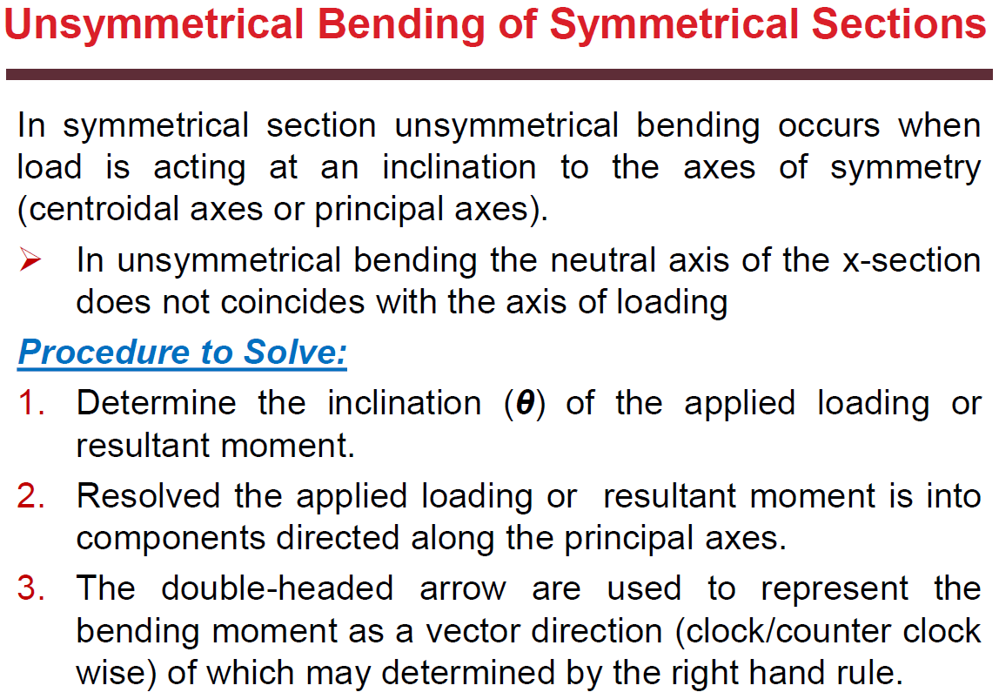 Unsymmetrical Bending of Symmetrical Sections
In symmetrical section unsymmetrical bending occurs when
load is acting at an inclination to the axes of symmetry
(centroidal axes or principal axes).
➢ In unsymmetrical bending the neutral axis of the x-section
does not coincides with the axis of loading
Procedure to Solve:
1. Determine the inclination (θ) of the applied loading or
resultant moment.
2. Resolved the applied loading or resultant moment is into
components directed along the principal axes.
3. The double-headed arrow are used to represent the
bending moment as a vector direction (clock/counter clock
wise) of which may determined by the right hand rule.